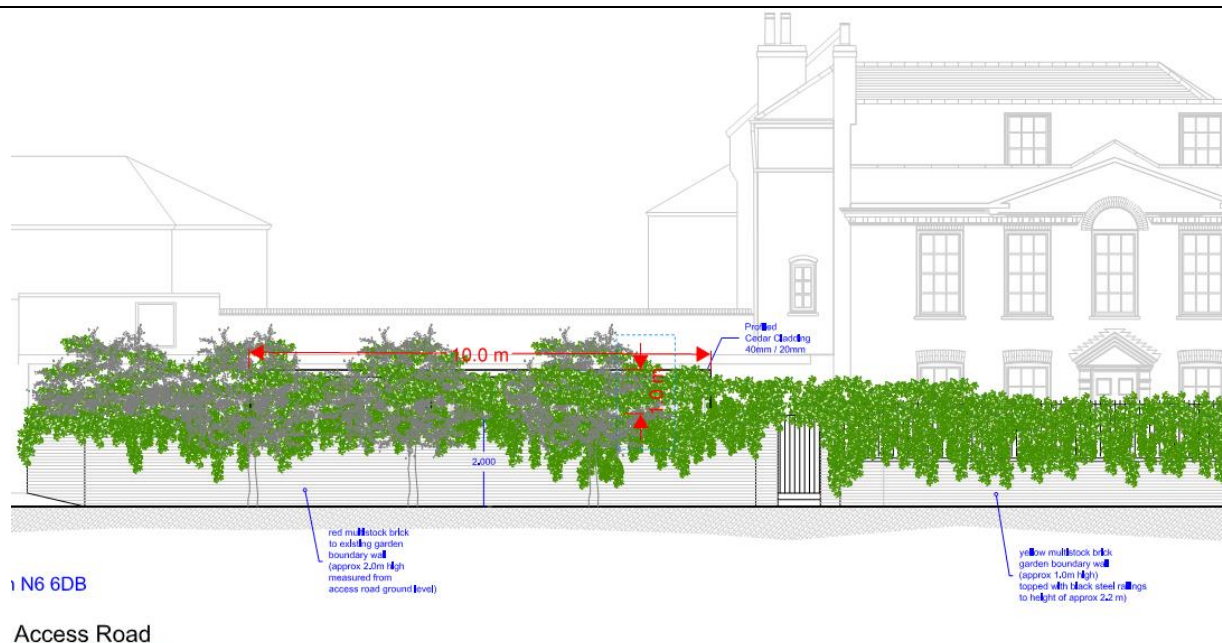 10.0 m
Profiled
Cedar Cladding
40mm / 20mm
1.0 m
2.000
red multistock brick
to existing garden
boundary wall
(approx 2.0m high
measured from
access road ground level)
yellow multistock brick
garden boundary wall
(approx 1.0m high)
topped with black steel railings
to height of approx 2.2 m)
N6 6DB
Access Road